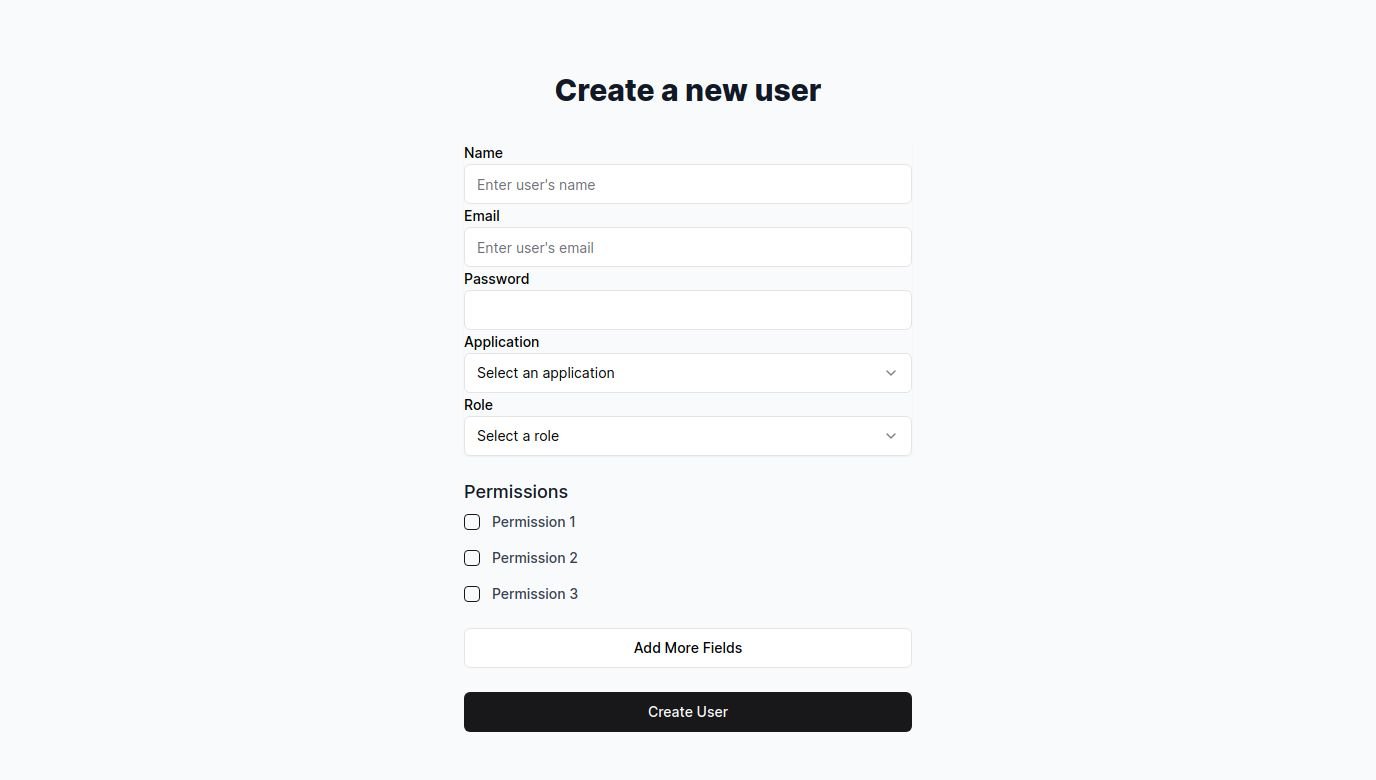 Create a new user
Name
Enter user's name
Email
Enter user's email
Password
Application
Select an application
Role
Select a role
Permissions
Permission 1
Permission 2
Permission 3
Add More Fields
Create User